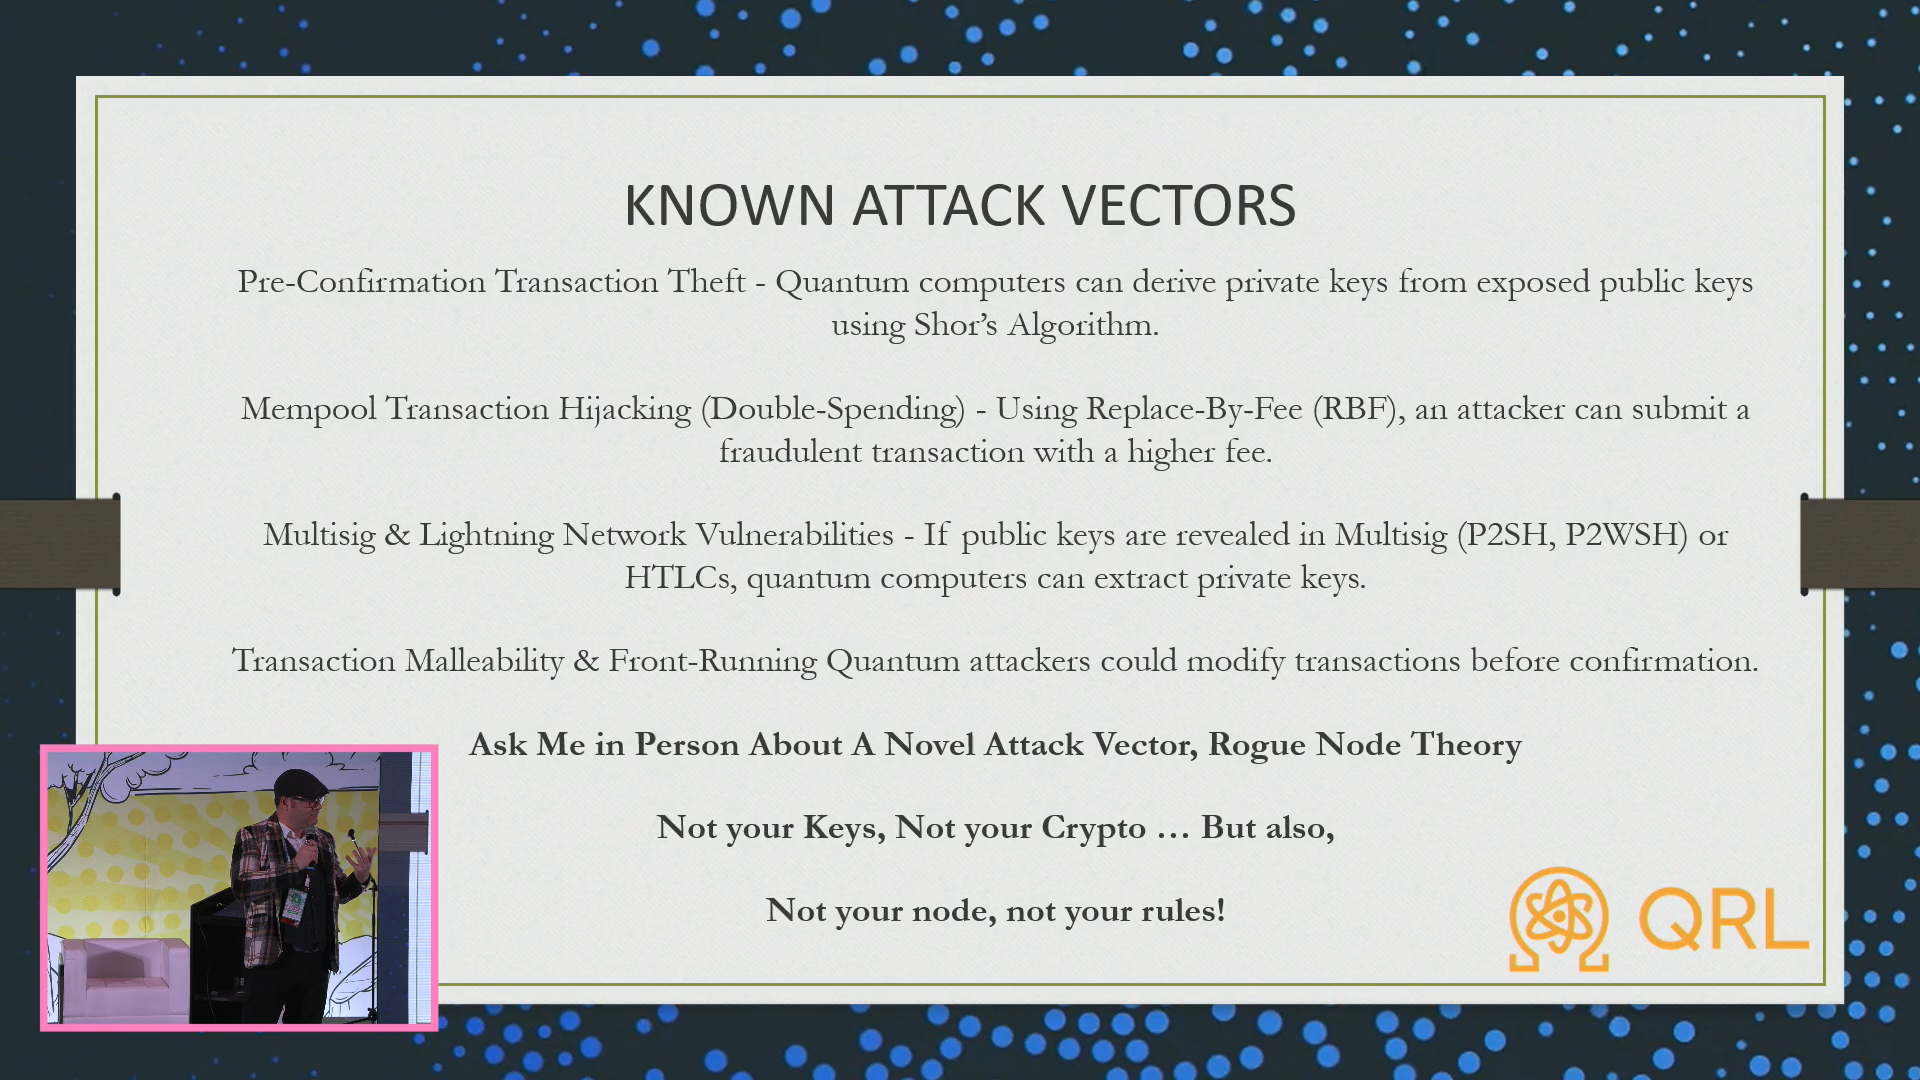 KNOWN ATTACK VECTORS
Pre-Confirmation Transaction Theft - Quantum computers can derive private keys from exposed public keys
using Shor’s Algorithm.
Mempool Transaction Hijacking (Double-Spending) - Using Replace-By-Fee (RBF), an attacker can submit a
fraudulent transaction with a higher fee.
Multisig & Lightning Network Vulnerabilities - If public keys are revealed in Multisig (P2SH, P2WSH) or
HTLCs, quantum computers can extract private keys.
Transaction Malleability & Front-Running Quantum attackers could modify transactions before confirmation.
Ask Me in Person About A Novel Attack Vector, Rogue Node Theory
Not your Keys, Not your Crypto … But also,
Not your node, not your rules!
QRL